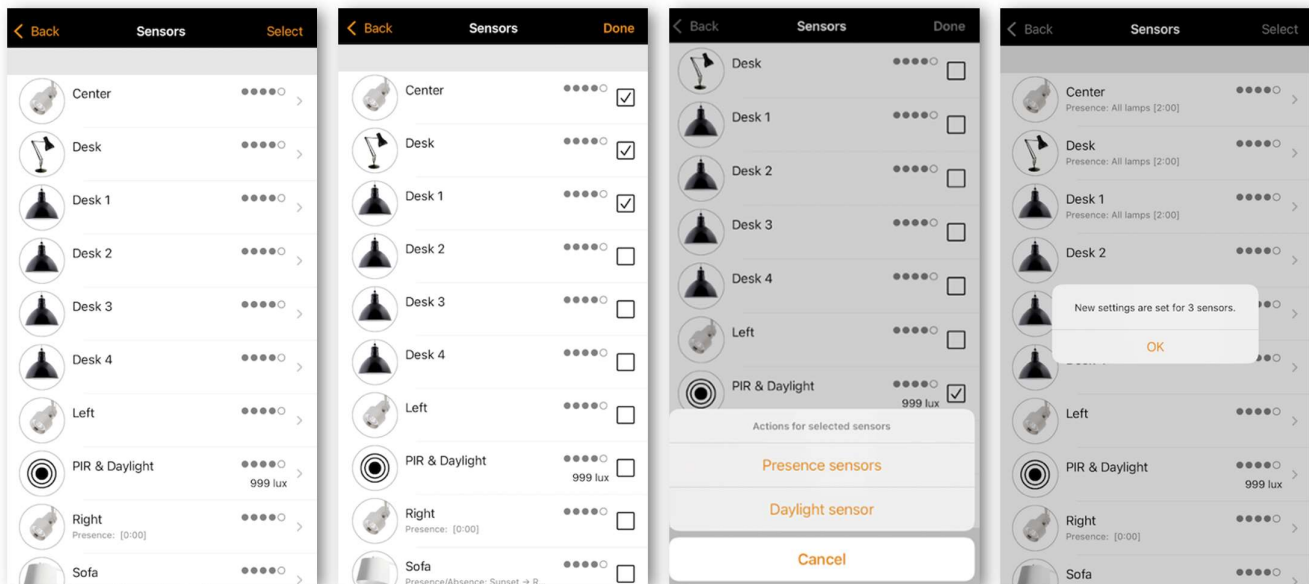 Back Sensors Select
Center
Desk
Desk 1
Desk 2
Desk 3
Desk 4
Left
PIR & Daylight
999 lux
Right
Presence: [0:00]
Sofa
Back Sensors Done
Center
Desk
Desk 1
Desk 2
Desk 3
Desk 4
Left
PIR & Daylight
999 lux
Right
Presence: [0:00]
Sofa
Presence/Absence: Sunset → R...
Back Sensors Done
Desk
Desk 1
Desk 2
Desk 3
Desk 4
Left
PIR & Daylight
999 lux
Actions for selected sensors
Presence sensors
Daylight sensor
Cancel
Back Sensors Select
Center
Presence: All lamps [2:00]
Desk
Presence: All lamps [2:00]
Desk 1
Presence: All lamps [2:00]
Desk 2
New settings are set for 3 sensors.
OK
Left
PIR & Daylight
999 lux
Right
Presence: [0:00]
Sofa